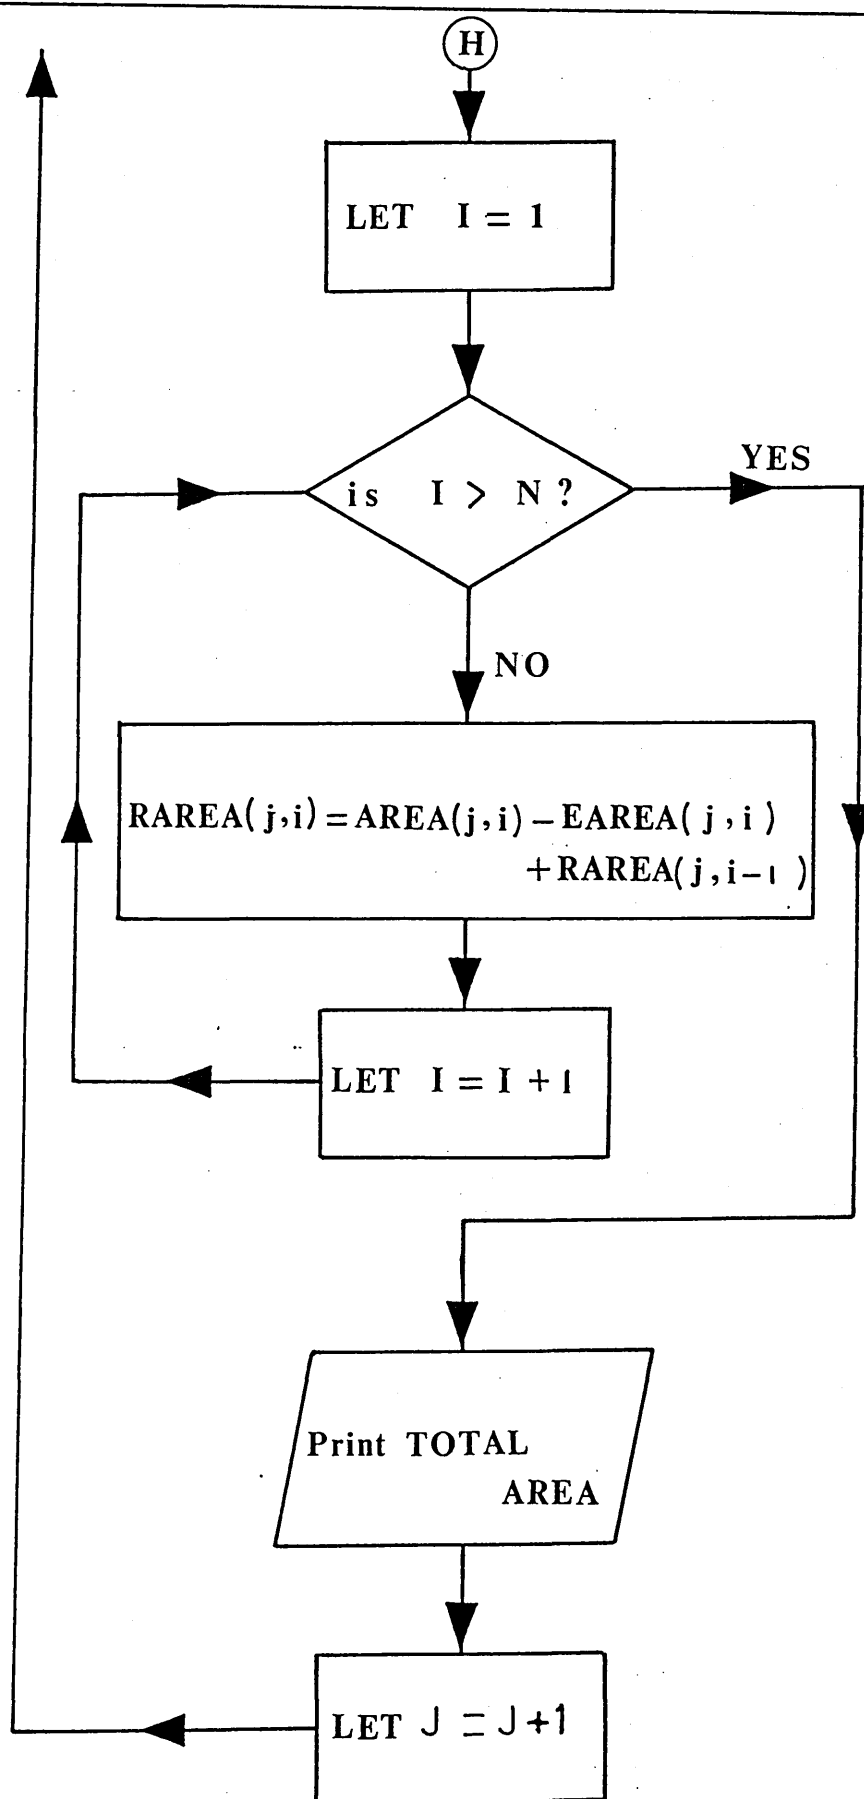 H
LET I = 1
YES
is I > N ?
NO
RAREA(j,i) = AREA(j,i) – EAREA( j , i )
+ RAREA( j , i–1 )
LET I = I + 1
Print TOTAL
AREA
LET J = J+1